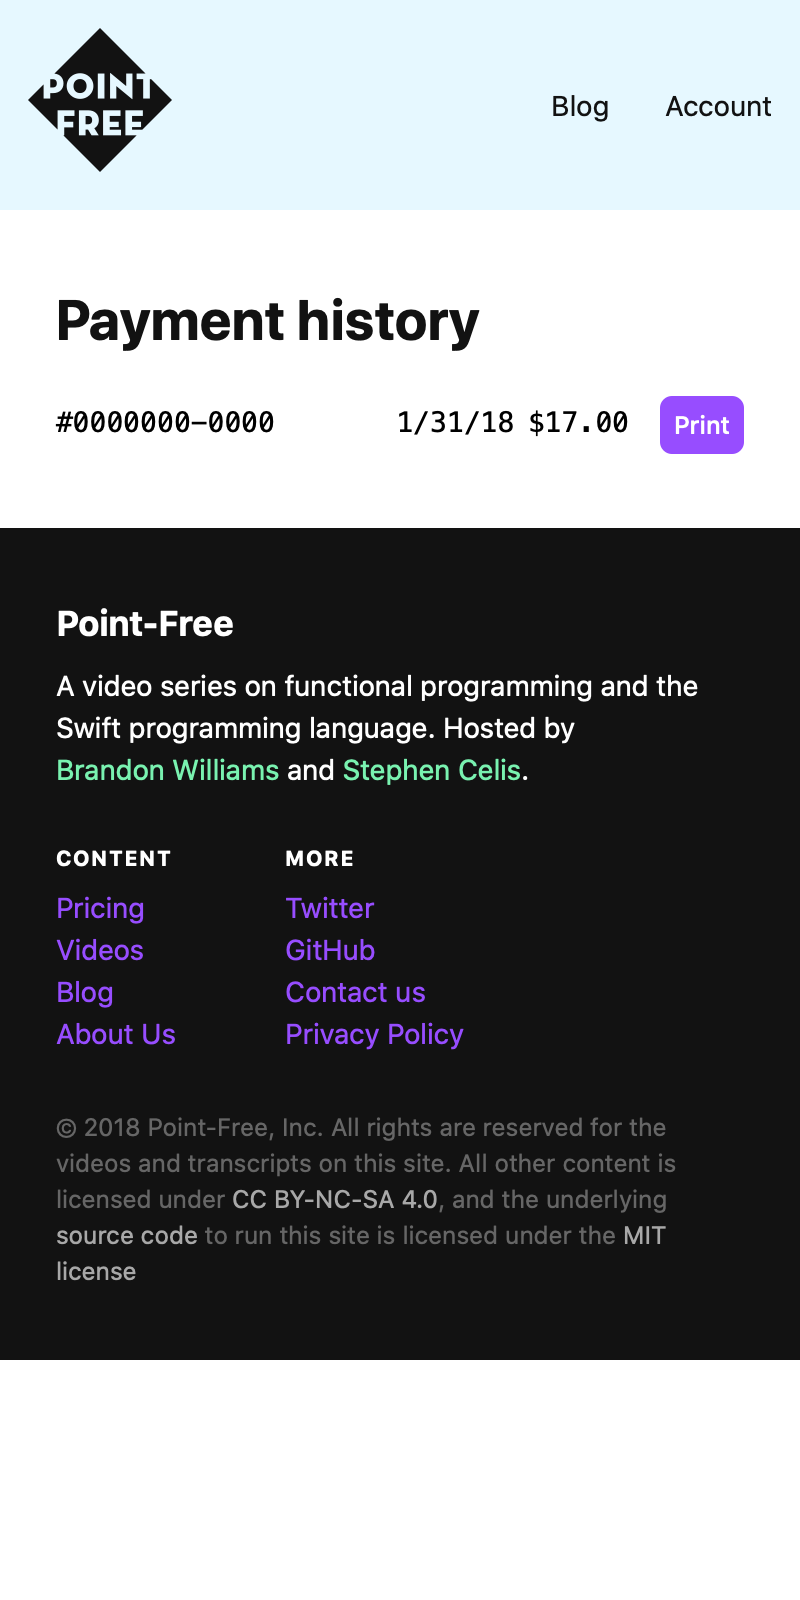 POINT
FREE
Blog Account
Payment history
#0000000-0000 1/31/18 $17.00 Print
Point-Free
A video series on functional programming and the
Swift programming language. Hosted by
Brandon Williams and Stephen Celis.
CONTENT MORE
Pricing Twitter
Videos GitHub
Blog Contact us
About Us Privacy Policy
© 2018 Point-Free, Inc. All rights are reserved for the
videos and transcripts on this site. All other content is
licensed under CC BY-NC-SA 4.0, and the underlying
source code to run this site is licensed under the MIT
license